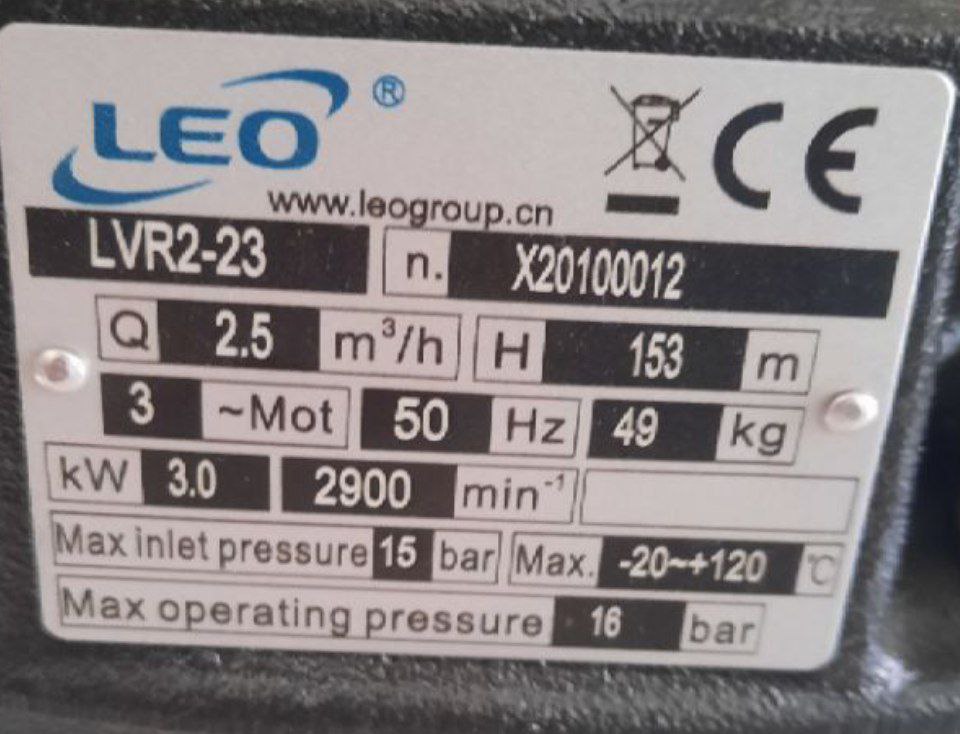 LEO ®
www.leogroup.cn
CE
LVR2-23 n. X20100012
Q 2.5 m³/h H 153 m
3 ~Mot 50 Hz 49 kg
kW 3.0 2900 min⁻¹
Max inlet pressure 15 bar Max. -20~+120 ℃
Max operating pressure 16 bar